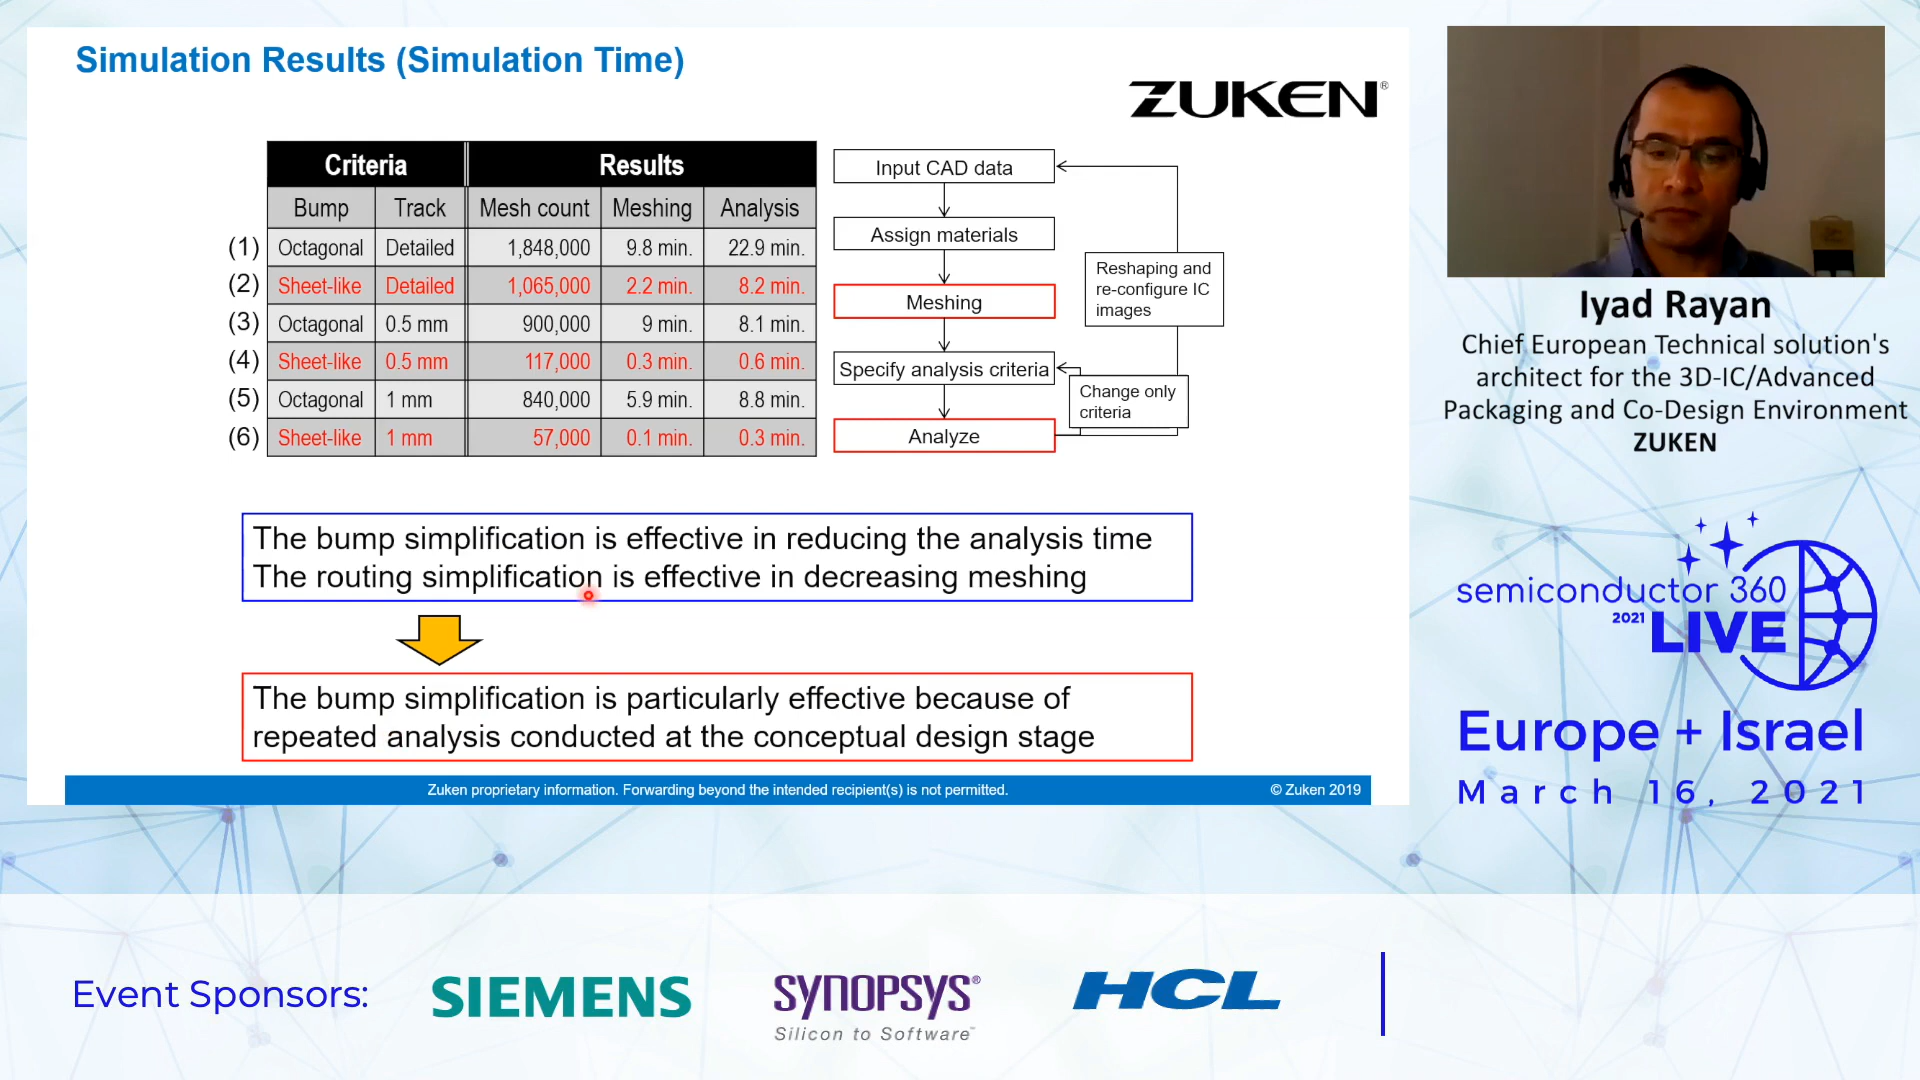 Simulation Results (Simulation Time)
ZUKEN®
Criteria Results
Bump Track Mesh count Meshing Analysis
(1) Octagonal Detailed 1,848,000 9.8 min. 22.9 min.
(2) Sheet-like Detailed 1,065,000 2.2 min. 8.2 min.
(3) Octagonal 0.5 mm 900,000 9 min. 8.1 min.
(4) Sheet-like 0.5 mm 117,000 0.3 min. 0.6 min.
(5) Octagonal 1 mm 840,000 5.9 min. 8.8 min.
(6) Sheet-like 1 mm 57,000 0.1 min. 0.3 min.
Input CAD data
Assign materials
Meshing
Specify analysis criteria
Analyze
Reshaping and
re-configure IC
images
Change only
criteria
The bump simplification is effective in reducing the analysis time
The routing simplification is effective in decreasing meshing
The bump simplification is particularly effective because of
repeated analysis conducted at the conceptual design stage
Zuken proprietary information. Forwarding beyond the intended recipient(s) is not permitted.
© Zuken 2019
Iyad Rayan
Chief European Technical solution's
architect for the 3D-IC/Advanced
Packaging and Co-Design Environment
ZUKEN
semiconductor 360
2021 LIVE
Europe + Israel
March 16, 2021
Event Sponsors:
SIEMENS
SYNOPSYS®
Silicon to Software™
HCL